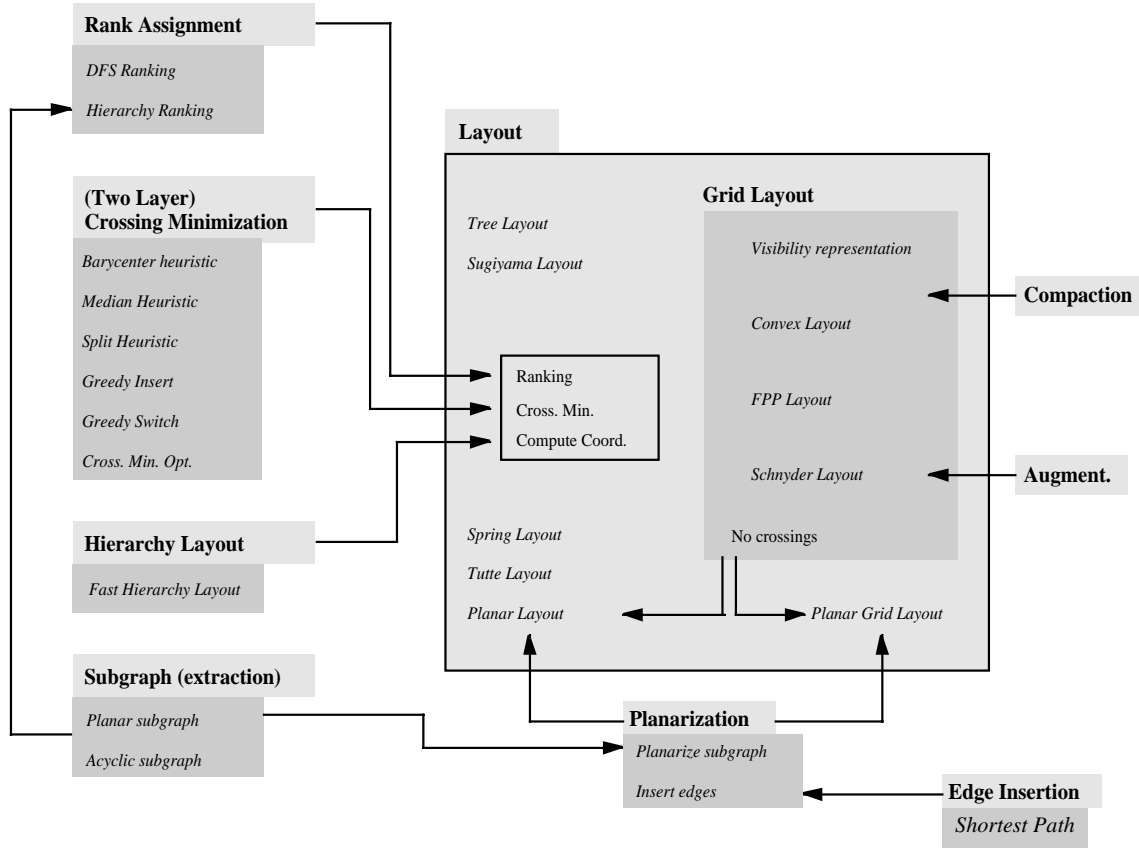 Rank Assignment
DFS Ranking
Hierarchy Ranking
(Two Layer)
Crossing Minimization
Barycenter heuristic
Median Heuristic
Split Heuristic
Greedy Insert
Greedy Switch
Cross. Min. Opt.
Hierarchy Layout
Fast Hierarchy Layout
Subgraph (extraction)
Planar subgraph
Acyclic subgraph
Layout
Tree Layout
Sugiyama Layout
Ranking
Cross. Min.
Compute Coord.
Spring Layout
Tutte Layout
Planar Layout
Grid Layout
Visibility representation
Convex Layout
FPP Layout
Schnyder Layout
No crossings
Planar Grid Layout
Compaction
Augment.
Planarization
Planarize subgraph
Insert edges
Edge Insertion
Shortest Path